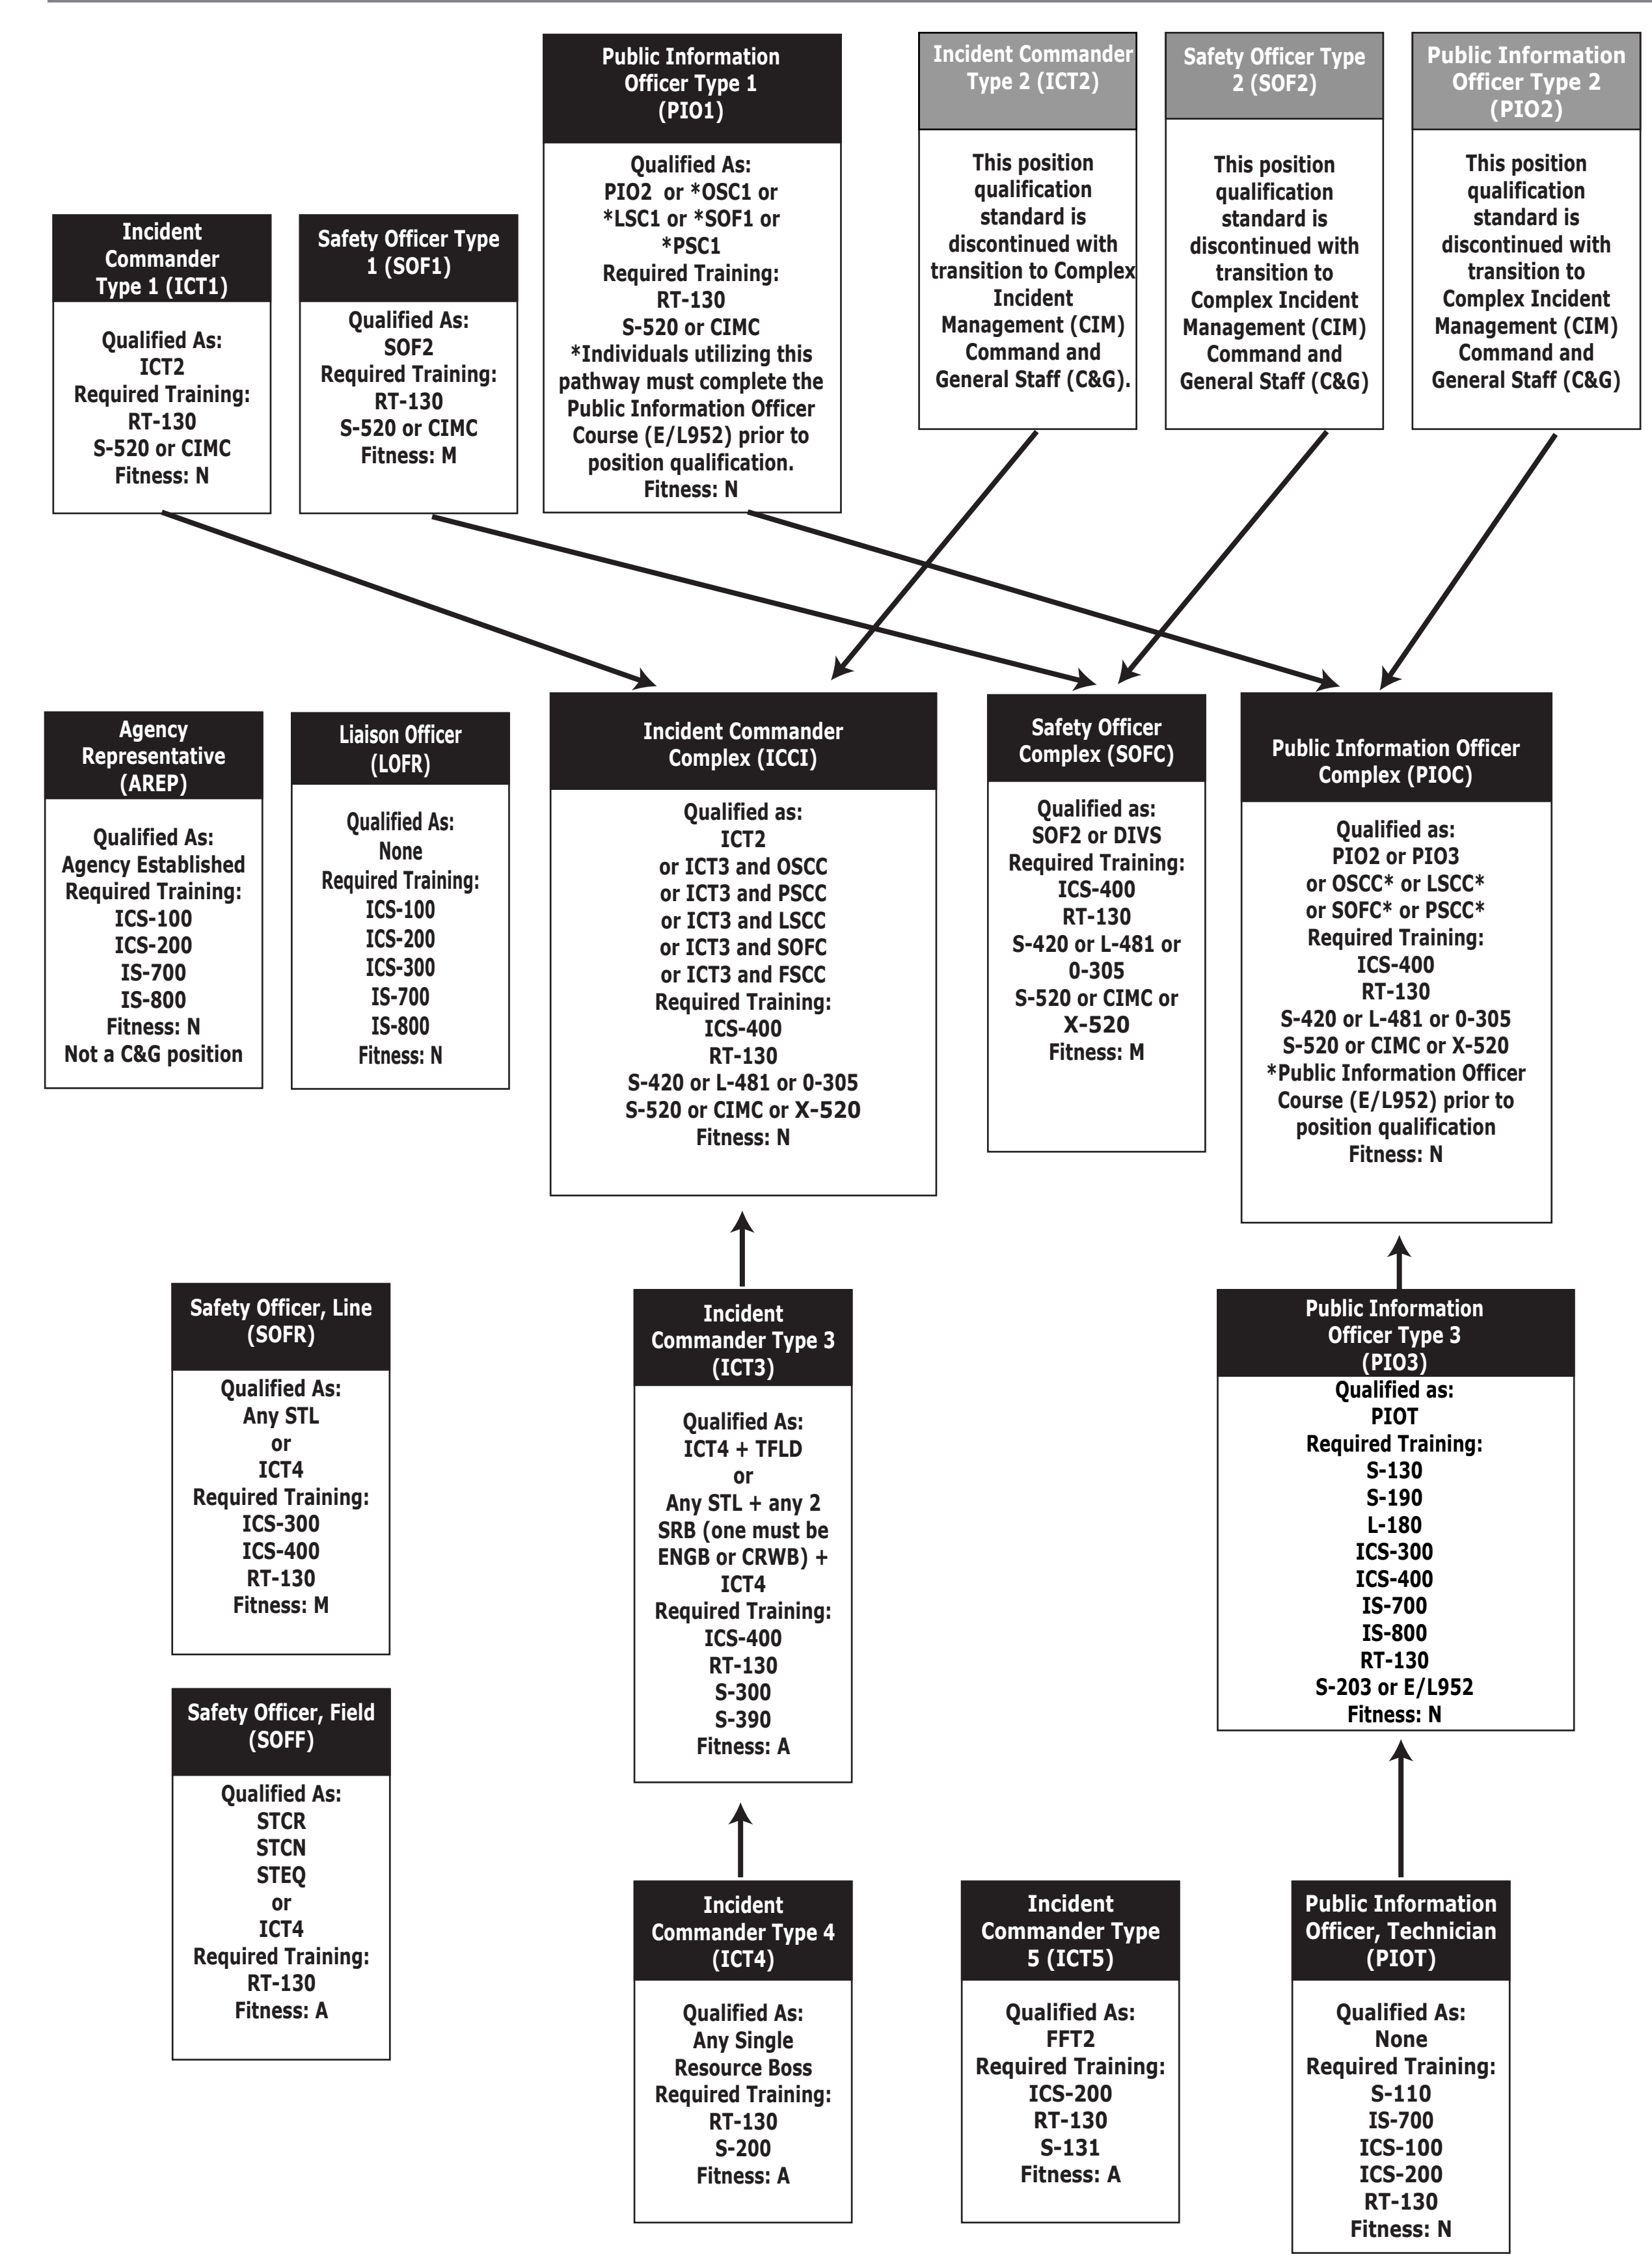 Public Information
Officer Type 1
(PIO1)
Qualified As:
PIO2 or *OSC1 or
*LSC1 or *SOF1 or
*PSC1
Required Training:
RT-130
S-520 or CIMC
*Individuals utilizing this
pathway must complete the
Public Information Officer
Course (E/L952) prior to
position qualification.
Fitness: N
Incident Commander
Type 2 (ICT2)
This position
qualification
standard is
discontinued with
transition to Complex
Incident
Management (CIM)
Command and
General Staff (C&G).
Safety Officer Type
2 (SOF2)
This position
qualification
standard is
discontinued with
transition to
Complex Incident
Management (CIM)
Command and
General Staff (C&G)
Public Information
Officer Type 2
(PIO2)
This position
qualification
standard is
discontinued with
transition to
Complex Incident
Management (CIM)
Command and
General Staff (C&G)
Incident
Commander
Type 1 (ICT1)
Qualified As:
ICT2
Required Training:
RT-130
S-520 or CIMC
Fitness: N
Safety Officer Type
1 (SOF1)
Qualified As:
SOF2
Required Training:
RT-130
S-520 or CIMC
Fitness: M
Agency
Representative
(AREP)
Qualified As:
Agency Established
Required Training:
ICS-100
ICS-200
IS-700
IS-800
Fitness: N
Not a C&G position
Liaison Officer
(LOFR)
Qualified As:
None
Required Training:
ICS-100
ICS-200
ICS-300
IS-700
IS-800
Fitness: N
Incident Commander
Complex (ICCI)
Qualified as:
ICT2
or ICT3 and OSCC
or ICT3 and PSCC
or ICT3 and LSCC
or ICT3 and SOFC
or ICT3 and FSCC
Required Training:
ICS-400
RT-130
S-420 or L-481 or 0-305
S-520 or CIMC or X-520
Fitness: N
Safety Officer
Complex (SOFC)
Qualified as:
SOF2 or DIVS
Required Training:
ICS-400
RT-130
S-420 or L-481 or
0-305
S-520 or CIMC or
X-520
Fitness: M
Public Information Officer
Complex (PIOC)
Qualified as:
PIO2 or PIO3
or OSCC* or LSCC*
or SOFC* or PSCC*
Required Training:
ICS-400
RT-130
S-420 or L-481 or 0-305
S-520 or CIMC or X-520
*Public Information Officer
Course (E/L952) prior to
position qualification
Fitness: N
Safety Officer, Line
(SOFR)
Qualified As:
Any STL
or
ICT4
Required Training:
ICS-300
ICS-400
RT-130
Fitness: M
Incident
Commander Type 3
(ICT3)
Qualified As:
ICT4 + TFLD
or
Any STL + any 2
SRB (one must be
ENGB or CRWB) +
ICT4
Required Training:
ICS-400
RT-130
S-300
S-390
Fitness: A
Public Information
Officer Type 3
(PIO3)
Qualified as:
PIOT
Required Training:
S-130
S-190
L-180
ICS-300
ICS-400
IS-700
IS-800
RT-130
S-203 or E/L952
Fitness: N
Safety Officer, Field
(SOFF)
Qualified As:
STCR
STCN
STEQ
or
ICT4
Required Training:
RT-130
Fitness: A
Incident
Commander Type 4
(ICT4)
Qualified As:
Any Single
Resource Boss
Required Training:
RT-130
S-200
Fitness: A
Incident
Commander Type
5 (ICT5)
Qualified As:
FFT2
Required Training:
ICS-200
RT-130
S-131
Fitness: A
Public Information
Officer, Technician
(PIOT)
Qualified As:
None
Required Training:
S-110
IS-700
ICS-100
ICS-200
RT-130
Fitness: N